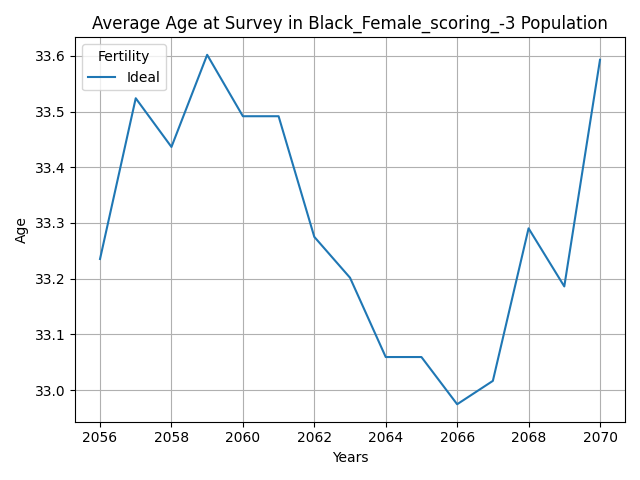 Average Age at Survey in Black_Female_scoring_-3 Population
Fertility
Ideal
33.6
33.5
33.4
33.3
33.2
33.1
33.0
Age
2056 2058 2060 2062 2064 2066 2068 2070
Years